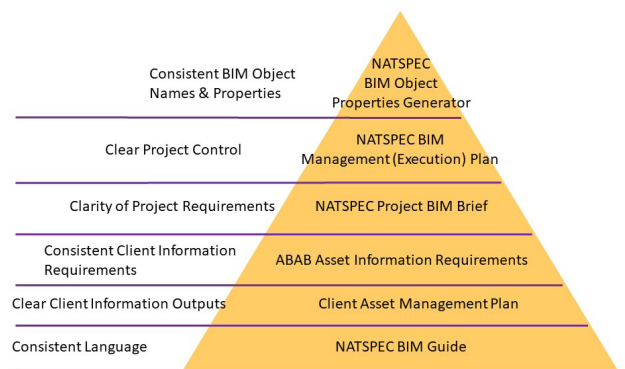 Consistent BIM Object
Names & Properties
NATSPEC
BIM Object
Properties Generator
Clear Project Control
NATSPEC BIM
Management (Execution) Plan
Clarity of Project Requirements
NATSPEC Project BIM Brief
Consistent Client Information
Requirements
ABAB Asset Information Requirements
Clear Client Information Outputs
Client Asset Management Plan
Consistent Language
NATSPEC BIM Guide